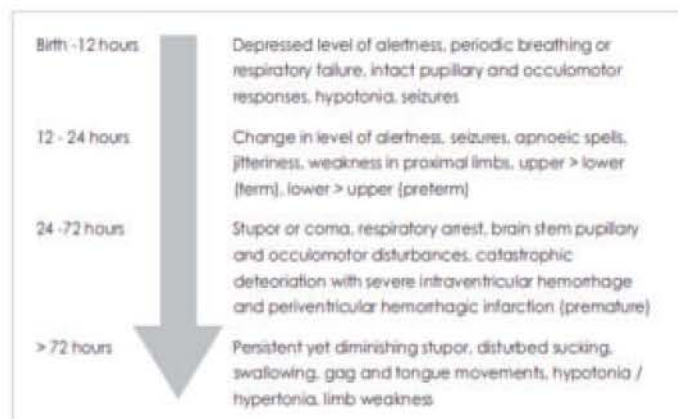 Birth -12 hours Depressed level of alertness, periodic breathing or
respiratory failure, intact pupillary and occulomotor
responses, hypotonia, seizures
12 - 24 hours Change in level of alertness, seizures, apnoeic spells,
jitteriness, weakness in proximal limbs, upper > lower
(term), lower > upper (preterm)
24 -72 hours Stupor or coma, respiratory arrest, brain stem pupillary
and occulomotor disturbances, catastrophic
deteoriation with severe intraventricular hemorrhage
and periventricular hemorrhagic infarction (premature)
> 72 hours Persistent yet diminishing stupor, disturbed sucking,
swallowing, gag and tongue movements, hypotonia /
hypertonia, limb weakness